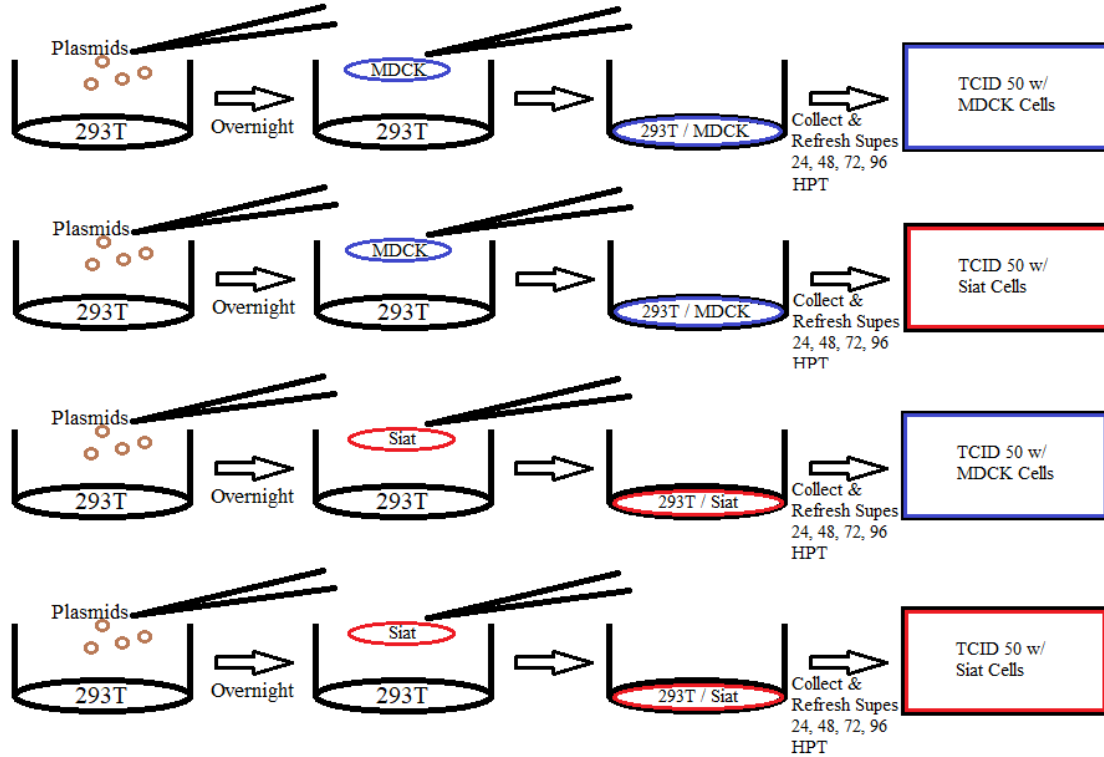 Plasmids
293T
Overnight
MDCK
293T
293T / MDCK
Collect &
Refresh Supes
24, 48, 72, 96
HPT
TCID 50 w/
MDCK Cells
Plasmids
293T
Overnight
MDCK
293T
293T / MDCK
Collect &
Refresh Supes
24, 48, 72, 96
HPT
TCID 50 w/
Siat Cells
Plasmids
293T
Overnight
Siat
293T
293T / Siat
Collect &
Refresh Supes
24, 48, 72, 96
HPT
TCID 50 w/
MDCK Cells
Plasmids
293T
Overnight
Siat
293T
293T / Siat
Collect &
Refresh Supes
24, 48, 72, 96
HPT
TCID 50 w/
Siat Cells